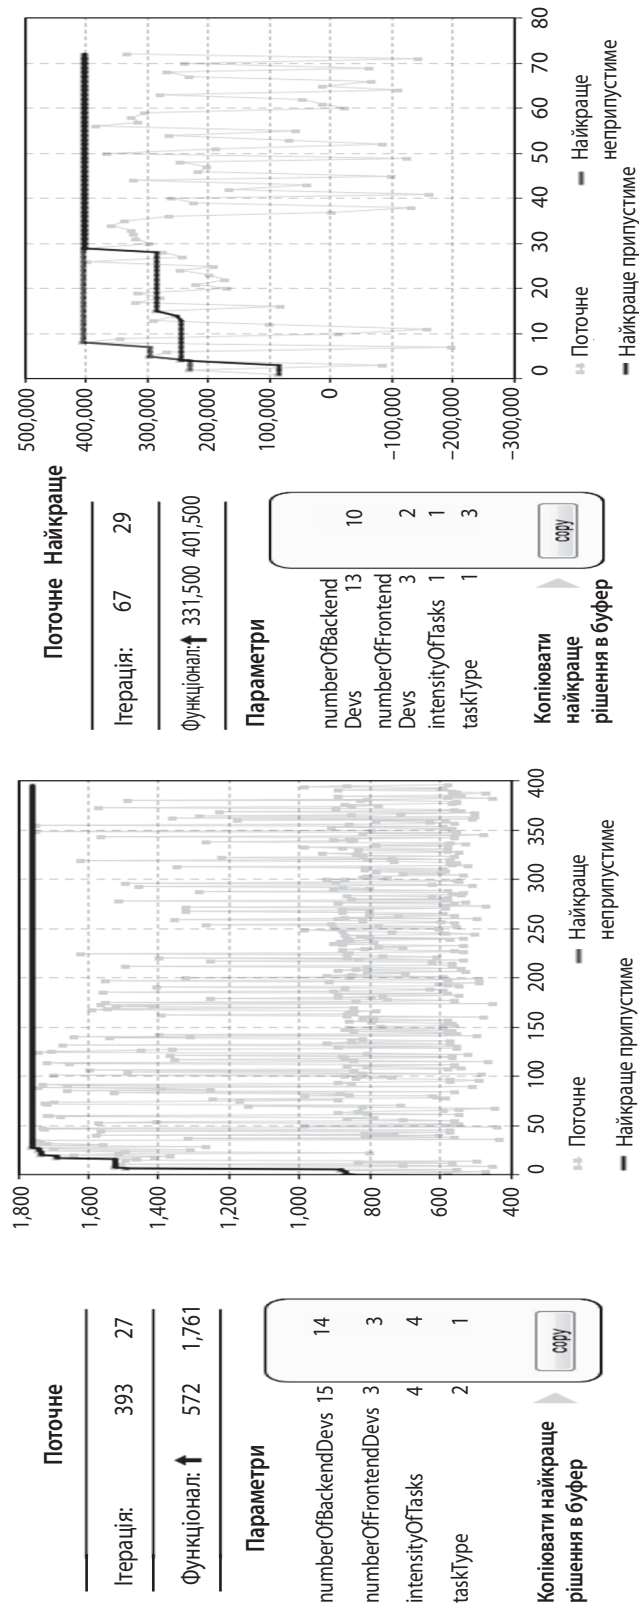 Поточне
Ітерація: 393 27
Функціонал: 572 1,761
Параметри
numberOfBackendDevs 15 14
numberOfFrontendDevs 3 3
intensityOfTasks 4 4
taskType 2 1
Копіювати найкраще
рішення в буфер
copy
1,800
1,600
1,400
1,200
1,000
800
600
400
0 50 100 150 200 250 300 350 400
Поточне Найкраще
неприпустиме
Найкраще припустиме
Поточне Найкраще
Ітерація: 67 29
Функціонал: 331,500 401,500
Параметри
numberOfBackend
Devs 13 10
numberOfFrontend
Devs 3 2
intensityOfTasks 1 1
taskType 1 3
Копіювати
найкраще
рішення в буфер
copy
500,000
400,000
300,000
200,000
100,000
0
–100,000
–200,000
–300,000
0 10 20 30 40 50 60 70 80
Поточне Найкраще
неприпустиме
Найкраще припустиме